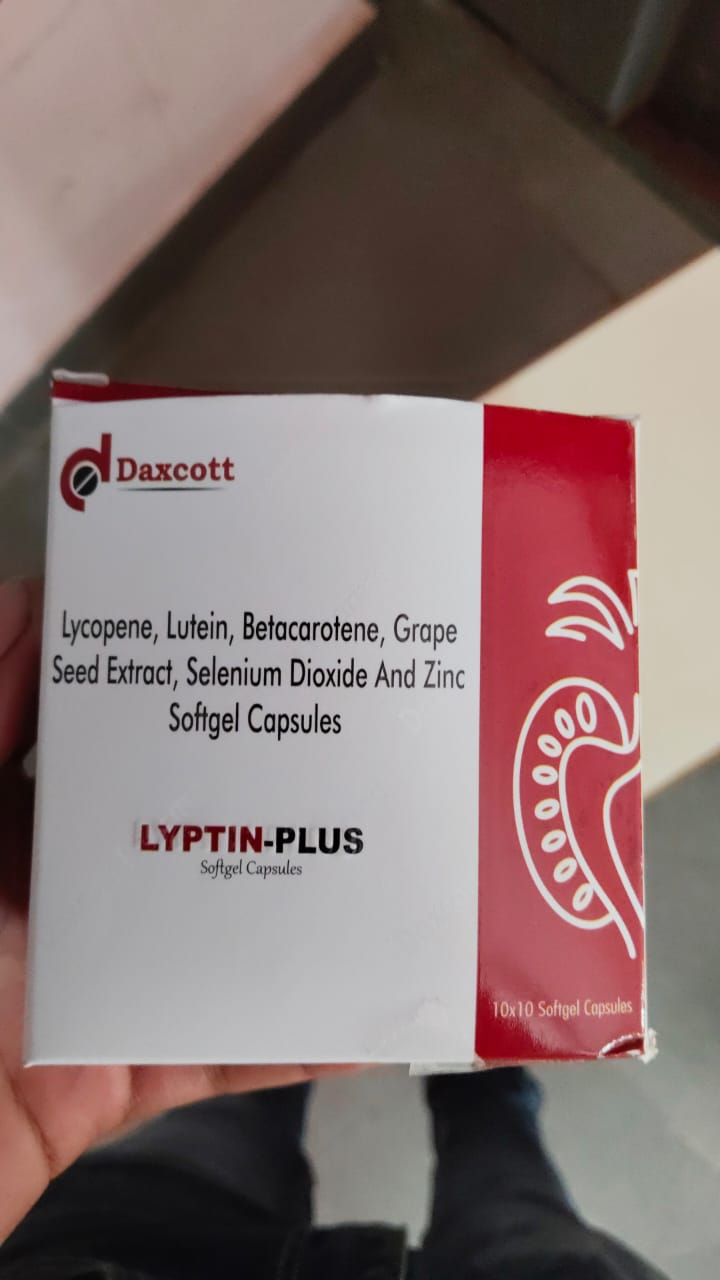 Daxcott
Lycopene, Lutein, Betacarotene, Grape
Seed Extract, Selenium Dioxide And Zinc
Softgel Capsules
LYPTIN-PLUS
Softgel Capsules
10x10 Softgel Capsules